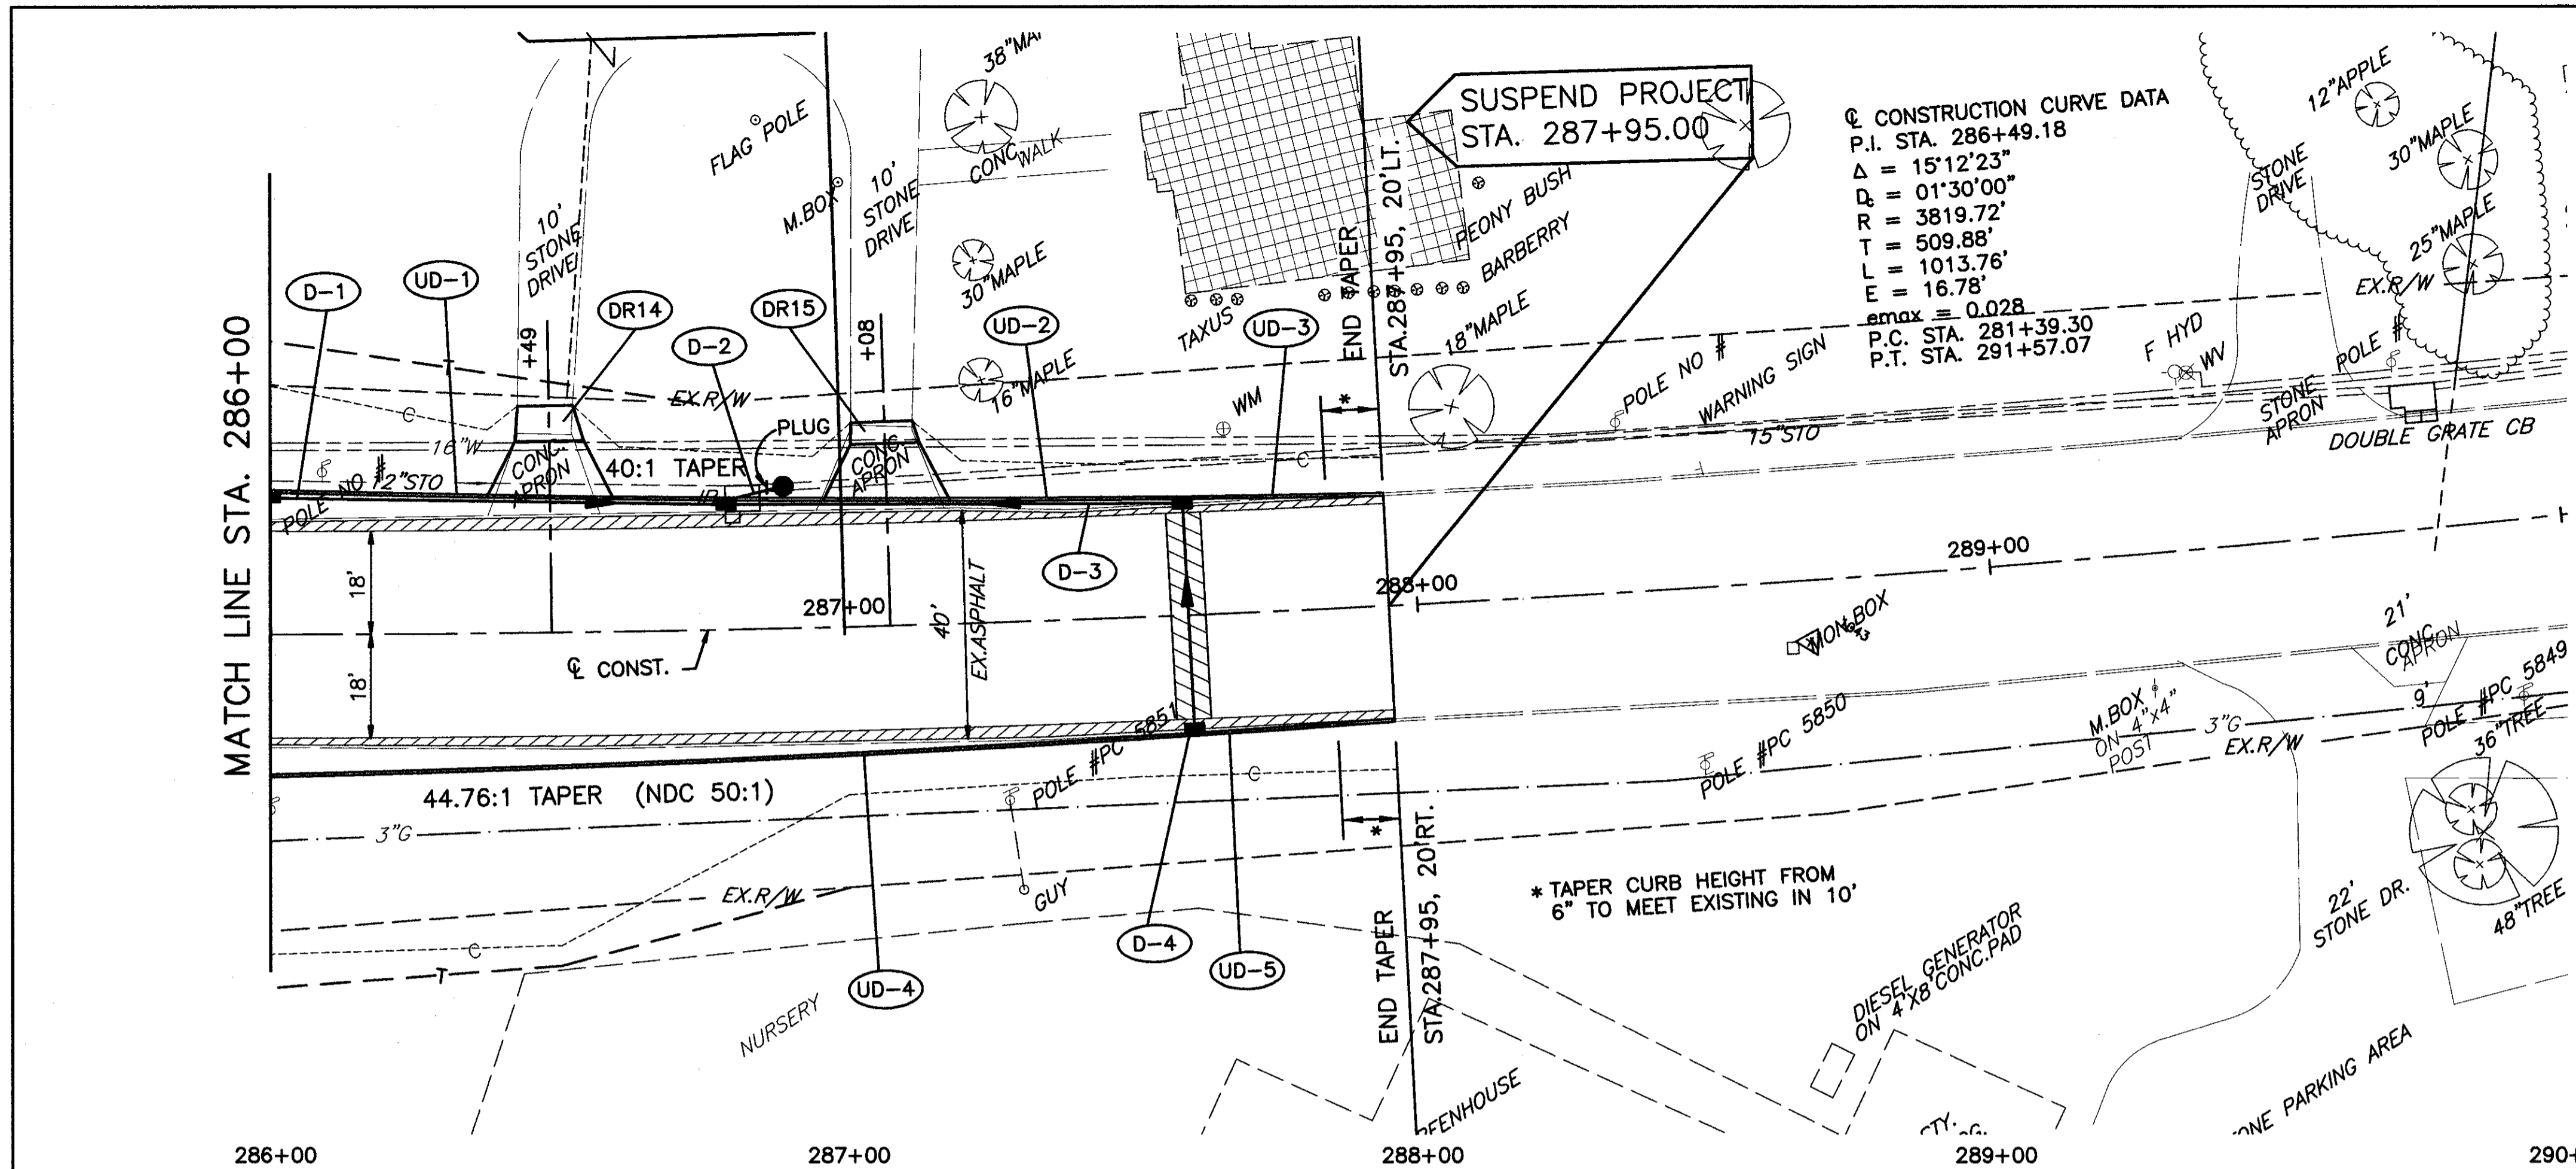 38"MA
FLAG POLE
M.BOX
10'
STONE
DRIVE
10'
STONE
DRIVE
CONC WALK
30"MAPLE
16"MAPLE
SUSPEND PROJECT
STA. 287+95.00
END TAPER
STA.287+95, 20'LT.
PEONY BUSH
BARBERRY
TAXUS
18"MAPLE
℄ CONSTRUCTION CURVE DATA
P.I. STA. 286+49.18
Δ = 15°12'23"
Dc = 01°30'00"
R = 3819.72'
T = 509.88'
L = 1013.76'
E = 16.78'
emax = 0.028
P.C. STA. 281+39.30
P.T. STA. 291+57.07
12"APPLE
30"MAPLE
25"MAPLE
STONE
DRIVE
EX.R/W
F HYD
WV
POLE #
STONE
APRON
DOUBLE GRATE CB
POLE NO #
WARNING SIGN
15"STO
WM
MATCH LINE STA. 286+00
D-1
UD-1
DR14
D-2
DR15
UD-2
UD-3
+49
+08
T
EX.R/W
C
16"W
PLUG
CONC.
APRON
40:1 TAPER
CONC.
APRON
C
*
POLE NO #
12"STO
18'
18'
287+00
40'
EX.ASPHALT
D-3
288+00
289+00
℄ CONST.
MON.BOX
21'
CONC
APRON
9'
POLE #PC 5849
36"TREE
POLE #PC 5851
POLE #PC 5850
M.BOX
ON 4"x4"
POST
3"G
EX.R/W
44.76:1 TAPER (NDC 50:1)
C
3"G
*
EX.R/W
GUY
C
T
END TAPER
STA.287+95, 20'RT.
* TAPER CURB HEIGHT FROM
6" TO MEET EXISTING IN 10'
22'
STONE DR.
48"TREE
D-4
UD-5
UD-4
NURSERY
DIESEL GENERATOR
ON 4'X8'CONC.PAD
EENHOUSE
TY.
G.
ONE PARKING AREA
286+00
287+00
288+00
289+00
290+